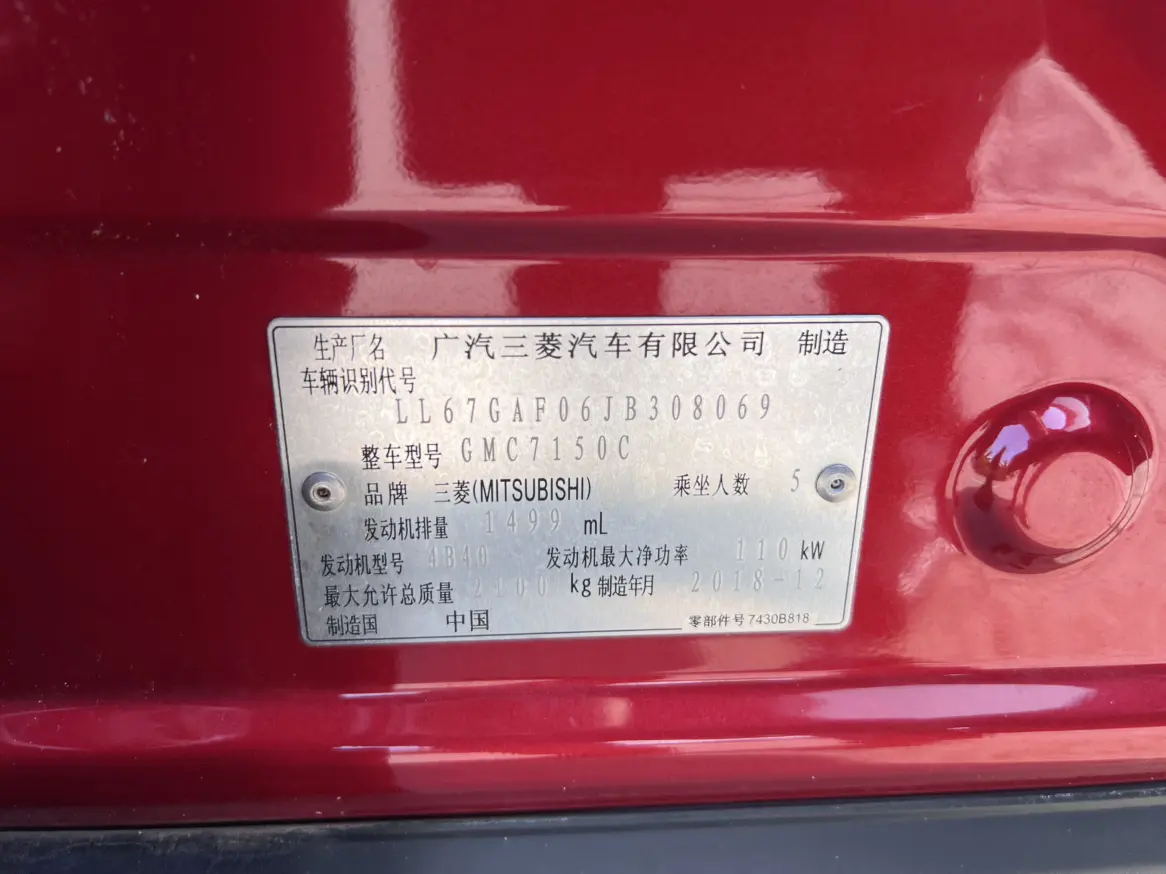 生产厂名 广汽三菱汽车有限公司 制造
车辆识别代号
LL67GAF06JB308069
整车型号 GMC7150C
品牌 三菱(MITSUBISHI) 乘坐人数 5
发动机排量 1499 mL
发动机型号 4B40 发动机最大净功率 110 kW
最大允许总质量 2100 kg 制造年月 2018-12
制造国 中国 零部件号 7430B818